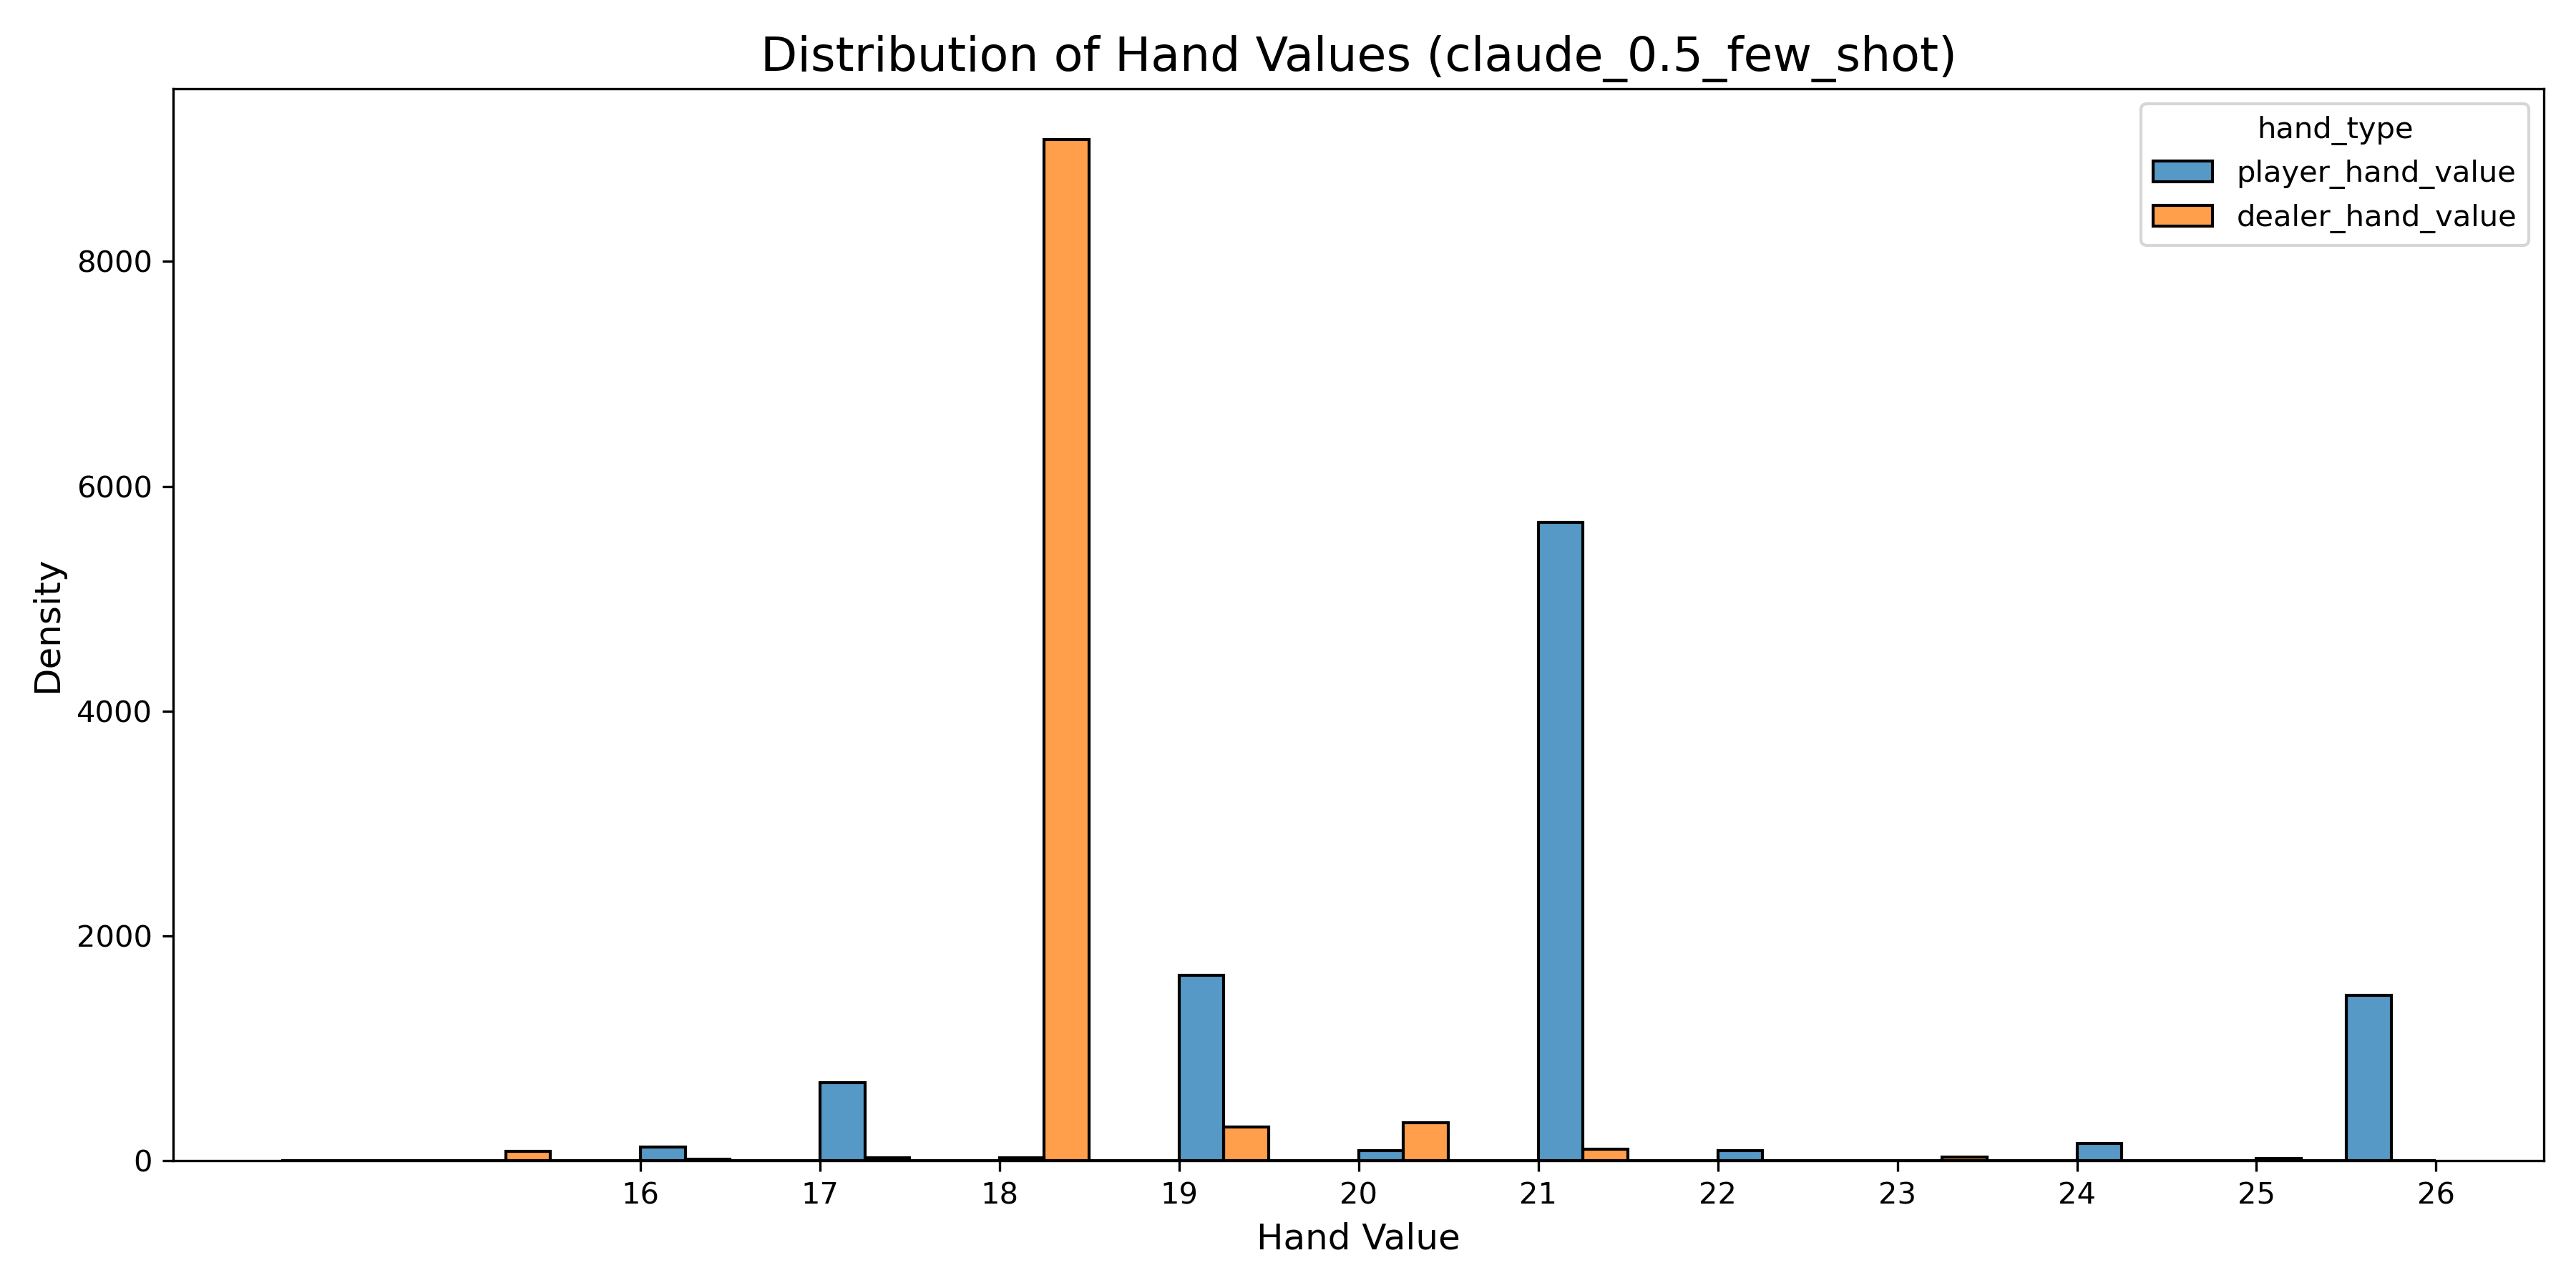 Distribution of Hand Values (claude_0.5_few_shot)
hand_type
player_hand_value
dealer_hand_value
8000
6000
4000
2000
0
Density
16 17 18 19 20 21 22 23 24 25 26
Hand Value